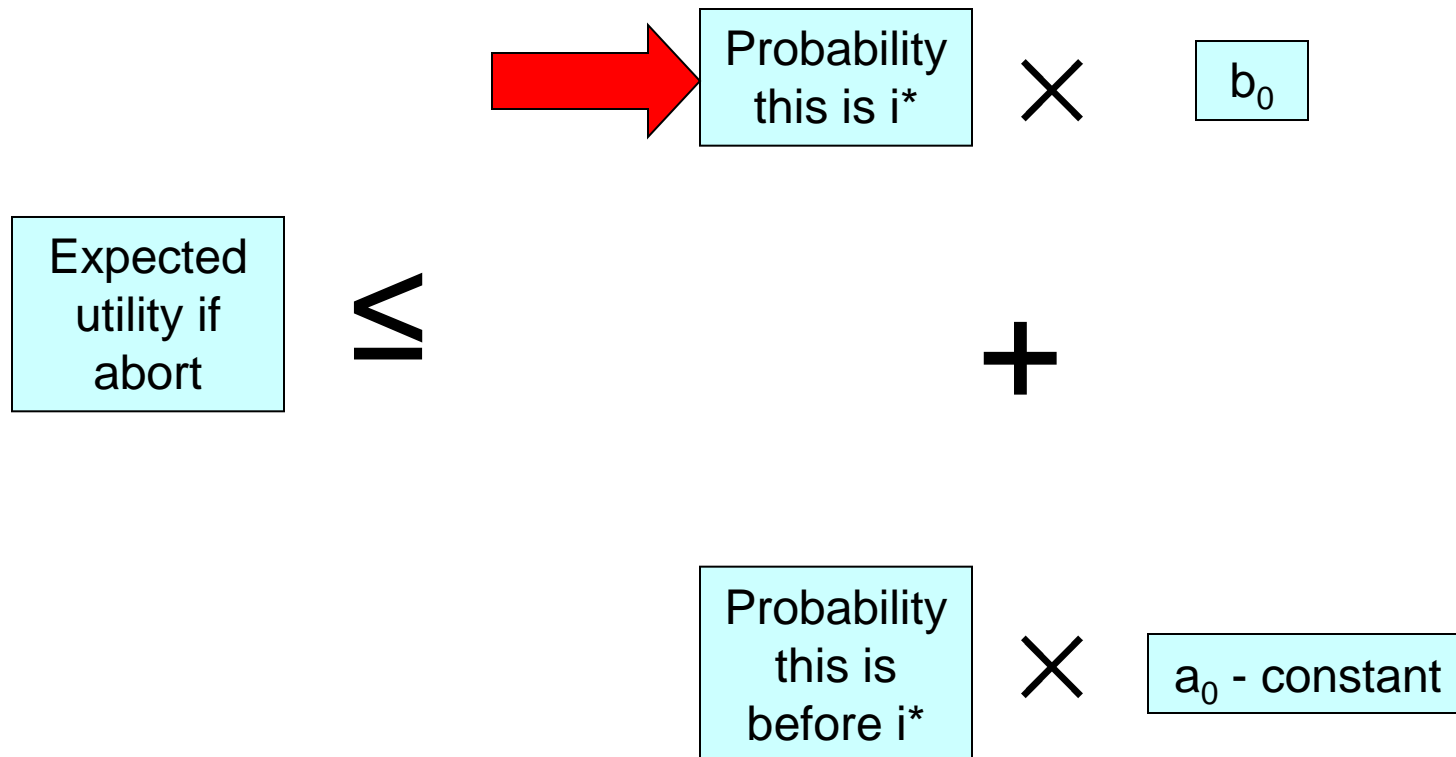 Probability
this is i*
×
b₀
Expected
utility if
abort
≤
+
Probability
this is
before i*
×
a₀ - constant